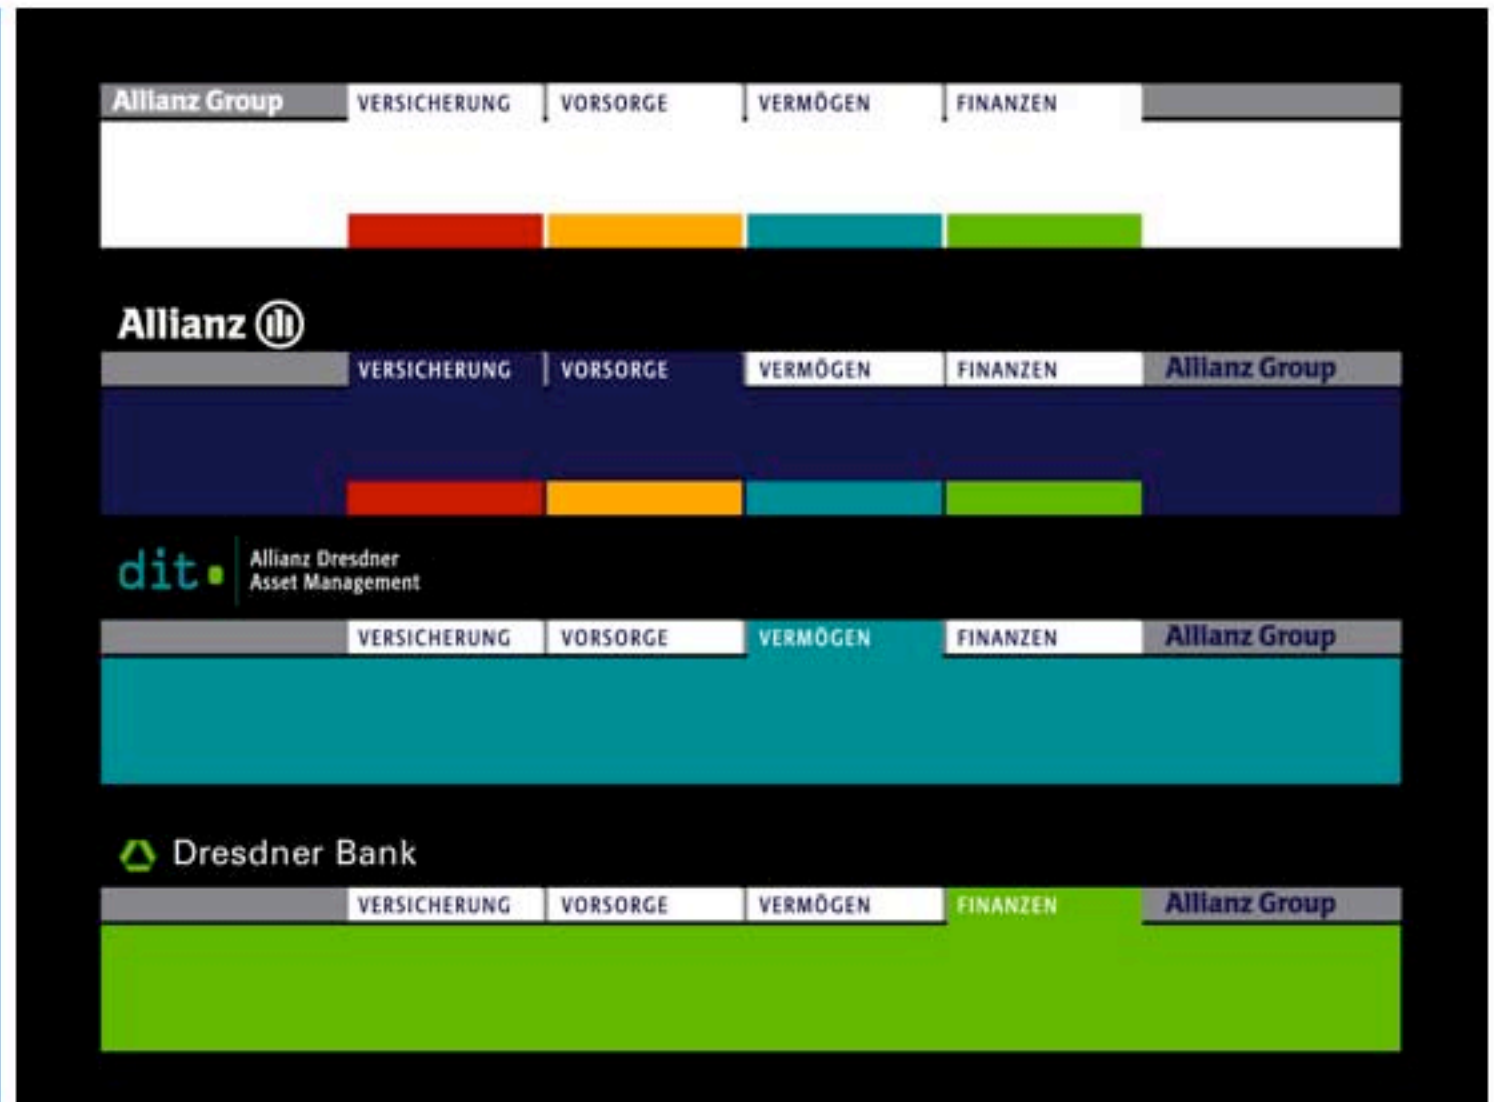 Allianz Group VERSICHERUNG VORSORGE VERMÖGEN FINANZEN
Allianz
VERSICHERUNG VORSORGE VERMÖGEN FINANZEN Allianz Group
dit
Allianz Dresdner
Asset Management
VERSICHERUNG VORSORGE VERMÖGEN FINANZEN Allianz Group
Dresdner Bank
VERSICHERUNG VORSORGE VERMÖGEN FINANZEN Allianz Group